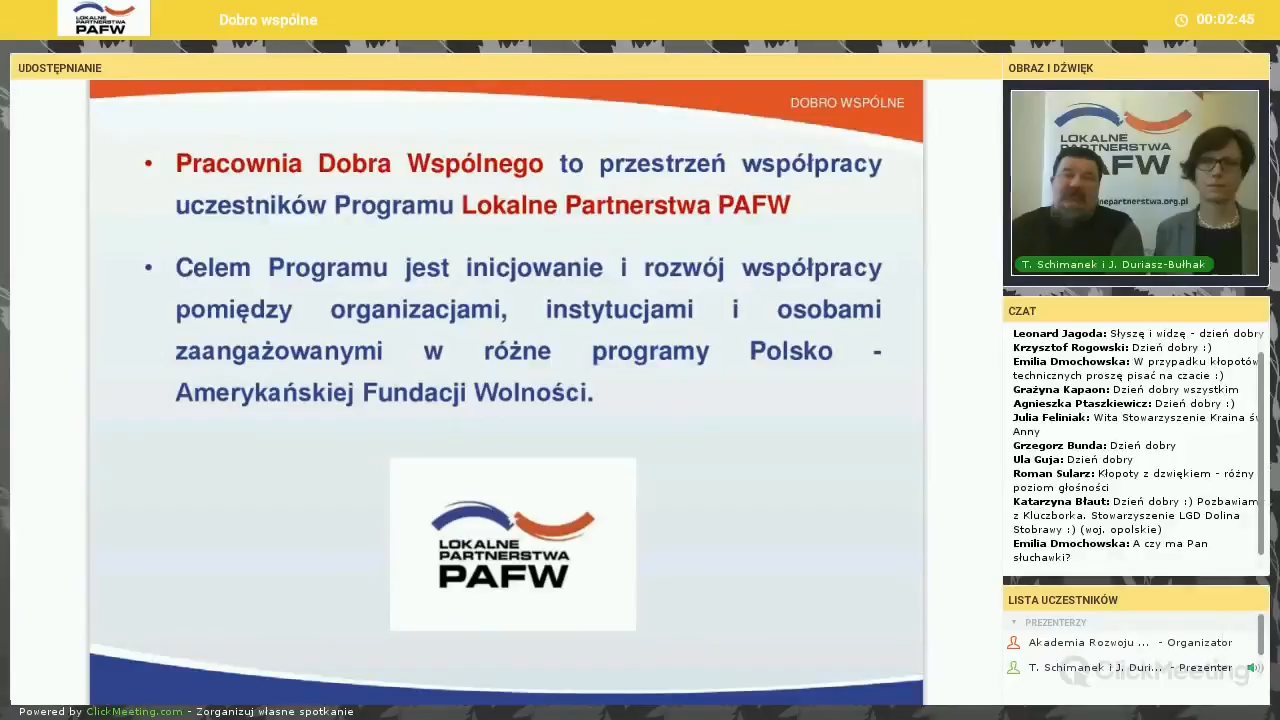 LOKALNE
PARTNERSTWA
PAFW
Dobro wspólne
00:02:45
UDOSTĘPNIANIE
DOBRO WSPÓLNE
• Pracownia Dobra Wspólnego to przestrzeń współpracy
uczestników Programu Lokalne Partnerstwa PAFW
• Celem Programu jest inicjowanie i rozwój współpracy
pomiędzy organizacjami, instytucjami i osobami
zaangażowanymi w różne programy Polsko -
Amerykańskiej Fundacji Wolności.
LOKALNE
PARTNERSTWA
PAFW
OBRAZ I DŹWIĘK
LOKALNE
PARTNERSTWA
PAFW
nepartnerstwa.org.pl
T. Schimanek i J. Duriasz-Bułhak
CZAT
Leonard Jagoda: Słyszę i widzę - dzień dobry
Krzysztof Rogowski: Dzień dobry :)
Emilia Dmochowska: W przypadku kłopotów
technicznych proszę pisać na czacie :)
Grażyna Kapaon: Dzień dobry wszystkim
Agnieszka Ptaszkiewicz: Dzień dobry :)
Julia Feliniak: Wita Stowarzyszenie Kraina św
Anny
Grzegorz Bunda: Dzień dobry
Ula Guja: Dzień dobry
Roman Sularz: Kłopoty z dzwiękiem - różny
poziom głośności
Katarzyna Błaut: Dzień dobry :) Pozbawiam
z Kluczborka. Stowarzyszenie LGD Dolina
Stobrawy :) (woj. opolskie)
Emilia Dmochowska: A czy ma Pan
słuchawki?
LISTA UCZESTNIKÓW
PREZENTERZY
Akademia Rozwoju ... - Organizator
T. Schimanek i J. Duri... - Prezenter
ClickMeeting
Powered by ClickMeeting.com - Zorganizuj własne spotkanie